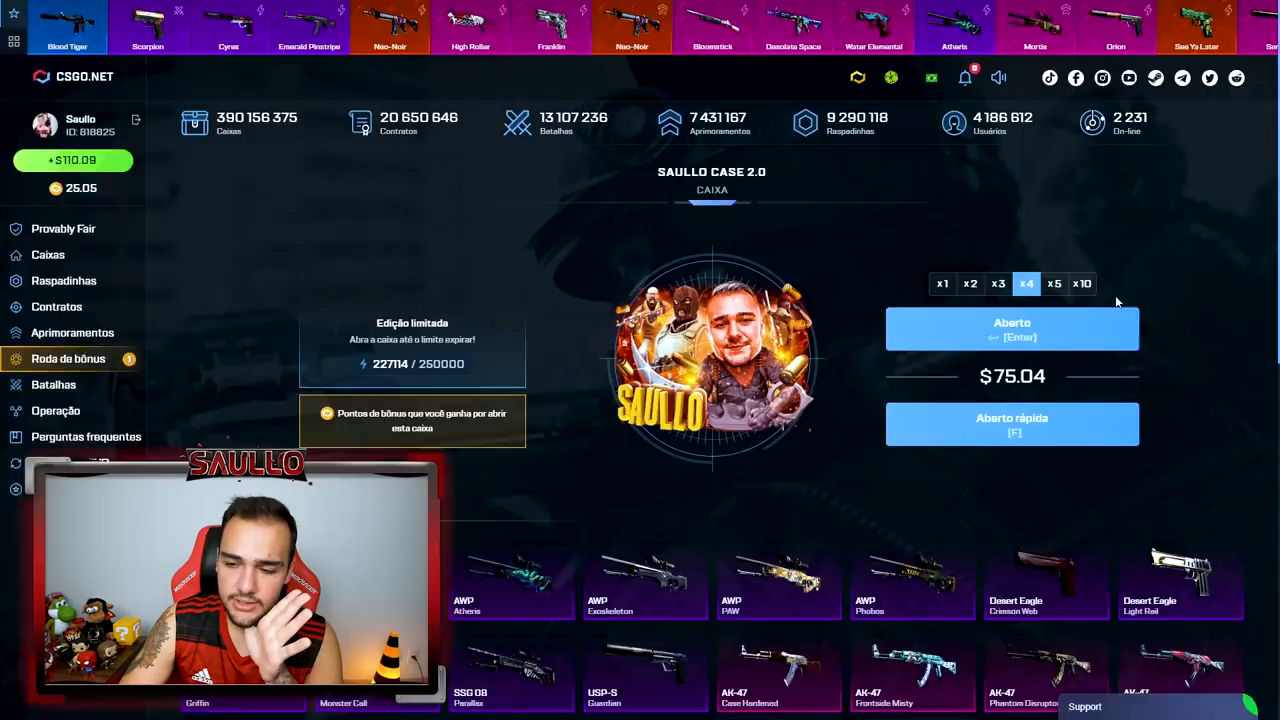 Blood Tiger
Scorpion
Cyrex
Emerald Pinstripe
Neo-Noir
High Roller
Franklin
Neo-Noir
Bloomstick
Desolate Space
Water Elemental
Atheris
Mortis
Orion
See Ya Later
CSGO.NET
Saullo
ID: 818825
+$110.09
25.05
390 156 375
Caixas
20 650 646
Contratos
13 107 236
Batalhas
7 431 167
Aprimoramentos
9 290 118
Raspadinhas
4 186 612
Usuários
2 231
On-line
Provably Fair
Caixas
Raspadinhas
Contratos
Aprimoramentos
Roda de bônus 1
Batalhas
Operação
Perguntas frequentes
SAULLO CASE 2.0
CAIXA
Edição limitada
Abra a caixa até o limite expirar!
227114 / 250000
Pontos de bônus que você ganha por abrir
esta caixa
SAULLO
x1 x2 x3 x4 x5 x10
Aberto
[Enter]
$75.04
Aberto rápida
[F]
SAULLO
AWP
Atheris
AWP
Exoskeleton
AWP
PAW
AWP
Phobos
Desert Eagle
Crimson Web
Desert Eagle
Light Rail
Griffin
Monster Call
SSG 08
Parallax
USP-S
Guardian
AK-47
Case Hardened
AK-47
Frontside Misty
AK-47
Phantom Disruptor
AK-47
Support